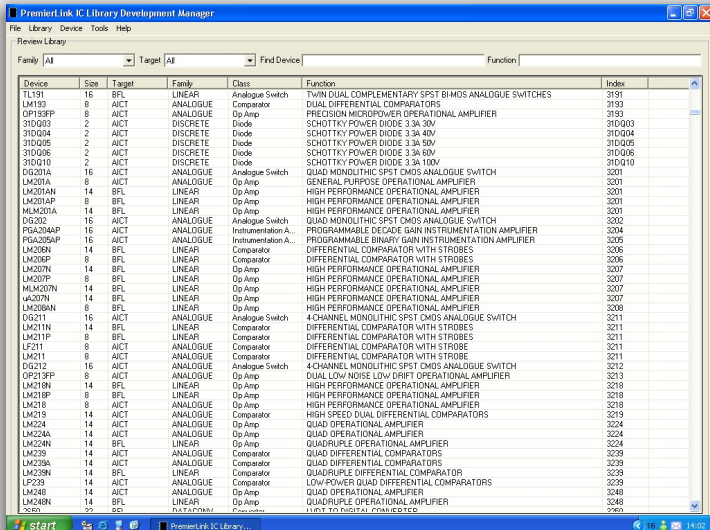 PremierLink IC Library Development Manager
File Library Device Tools Help
Review Library
Family All Target All Find Device Function
Device Size Target Family Class Function Index
TL191 16 BFL LINEAR Analogue Switch TWIN DUAL COMPLEMENTARY SPST BI-MOS ANALOGUE SWITCHES 3191
LM193 8 AICT ANALOGUE Comparator DUAL DIFFERENTIAL COMPARATORS 3193
OP193FP 8 AICT ANALOGUE Op Amp PRECISION MICROPOWER OPERATIONAL AMPLIFIER 3193
31DQ03 2 AICT DISCRETE Diode SCHOTTKY POWER DIODE 3.3A 30V 31DQ03
31DQ04 2 AICT DISCRETE Diode SCHOTTKY POWER DIODE 3.3A 40V 31DQ04
31DQ05 2 AICT DISCRETE Diode SCHOTTKY POWER DIODE 3.3A 50V 31DQ05
31DQ06 2 AICT DISCRETE Diode SCHOTTKY POWER DIODE 3.3A 60V 31DQ06
31DQ10 2 AICT DISCRETE Diode SCHOTTKY POWER DIODE 3.3A 100V 31DQ10
DG201A 16 AICT ANALOGUE Analogue Switch QUAD MONOLITHIC SPST CMOS ANALOGUE SWITCH 3201
LM201A 8 AICT ANALOGUE Op Amp GENERAL PURPOSE OPERATIONAL AMPLIFIER 3201
LM201AN 14 BFL LINEAR Op Amp HIGH PERFORMANCE OPERATIONAL AMPLIFIER 3201
LM201AP 8 BFL LINEAR Op Amp HIGH PERFORMANCE OPERATIONAL AMPLIFIER 3201
MLM201A 14 BFL LINEAR Op Amp HIGH PERFORMANCE OPERATIONAL AMPLIFIER 3201
DG202 16 AICT ANALOGUE Analogue Switch QUAD MONOLITHIC SPST CMOS ANALOGUE SWITCH 3202
PGA204AP 16 AICT ANALOGUE Instrumentation A... PROGRAMMABLE DECADE GAIN INSTRUMENTATION AMPLIFIER 3204
PGA205AP 16 AICT ANALOGUE Instrumentation A... PROGRAMMABLE BINARY GAIN INSTRUMENTATION AMPLIFIER 3205
LM206N 14 BFL LINEAR Comparator DIFFERENTIAL COMPARATOR WITH STROBES 3206
LM206P 8 BFL LINEAR Comparator DIFFERENTIAL COMPARATOR WITH STROBES 3206
LM207N 14 BFL LINEAR Op Amp HIGH PERFORMANCE OPERATIONAL AMPLIFIER 3207
LM207P 8 BFL LINEAR Op Amp HIGH PERFORMANCE OPERATIONAL AMPLIFIER 3207
MLM207N 14 BFL LINEAR Op Amp HIGH PERFORMANCE OPERATIONAL AMPLIFIER 3207
uA207N 14 BFL LINEAR Op Amp HIGH PERFORMANCE OPERATIONAL AMPLIFIER 3207
LM208AN 8 BFL LINEAR Op Amp HIGH PERFORMANCE OPERATIONAL AMPLIFIER 3208
DG211 16 AICT ANALOGUE Analogue Switch 4-CHANNEL MONOLITHIC SPST CMOS ANALOGUE SWITCH 3211
LM211N 14 BFL LINEAR Comparator DIFFERENTIAL COMPARATOR WITH STROBES 3211
LM211P 8 BFL LINEAR Comparator DIFFERENTIAL COMPARATOR WITH STROBES 3211
LF211 8 AICT ANALOGUE Comparator DIFFERENTIAL COMPARATOR WITH STROBE 3211
LM211 8 AICT ANALOGUE Comparator DIFFERENTIAL COMPARATOR WITH STROBE 3211
DG212 16 AICT ANALOGUE Analogue Switch 4-CHANNEL MONOLITHIC SPST CMOS ANALOGUE SWITCH 3212
OP213FP 8 AICT ANALOGUE Op Amp DUAL LOW NOISE LOW DRIFT OPERATIONAL AMPLIFIER 3213
LM218N 14 BFL LINEAR Op Amp HIGH PERFORMANCE OPERATIONAL AMPLIFIER 3218
LM218P 8 BFL LINEAR Op Amp HIGH PERFORMANCE OPERATIONAL AMPLIFIER 3218
LM218 8 AICT ANALOGUE Op Amp HIGH PERFORMANCE OPERATIONAL AMPLIFIER 3218
LM219 14 AICT ANALOGUE Comparator HIGH SPEED DUAL DIFFERENTIAL COMPARATORS 3219
LM224 14 AICT ANALOGUE Op Amp QUAD OPERATIONAL AMPLIFIER 3224
LM224A 14 AICT ANALOGUE Op Amp QUAD OPERATIONAL AMPLIFIER 3224
LM224N 14 BFL LINEAR Op Amp QUADRUPLE OPERATIONAL AMPLIFIER 3224
LM239 14 AICT ANALOGUE Comparator QUAD DIFFERENTIAL COMPARATORS 3239
LM239A 14 AICT ANALOGUE Comparator QUAD DIFFERENTIAL COMPARATORS 3239
LM239N 14 BFL LINEAR Comparator QUADRUPLE DIFFERENTIAL COMPARATOR 3239
LP239 14 AICT ANALOGUE Comparator LOW-POWER QUAD DIFFERENTIAL COMPARATORS 3239
LM248 14 AICT ANALOGUE Op Amp QUAD OPERATIONAL AMPLIFIER 3248
LM248N 14 BFL LINEAR Op Amp QUADRUPLE OPERATIONAL AMPLIFIER 3248
2S50 22 BFL DATACONV Converter LVDT TO DIGITAL CONVERTER 3250
start PremierLink IC Library... 16 14:02